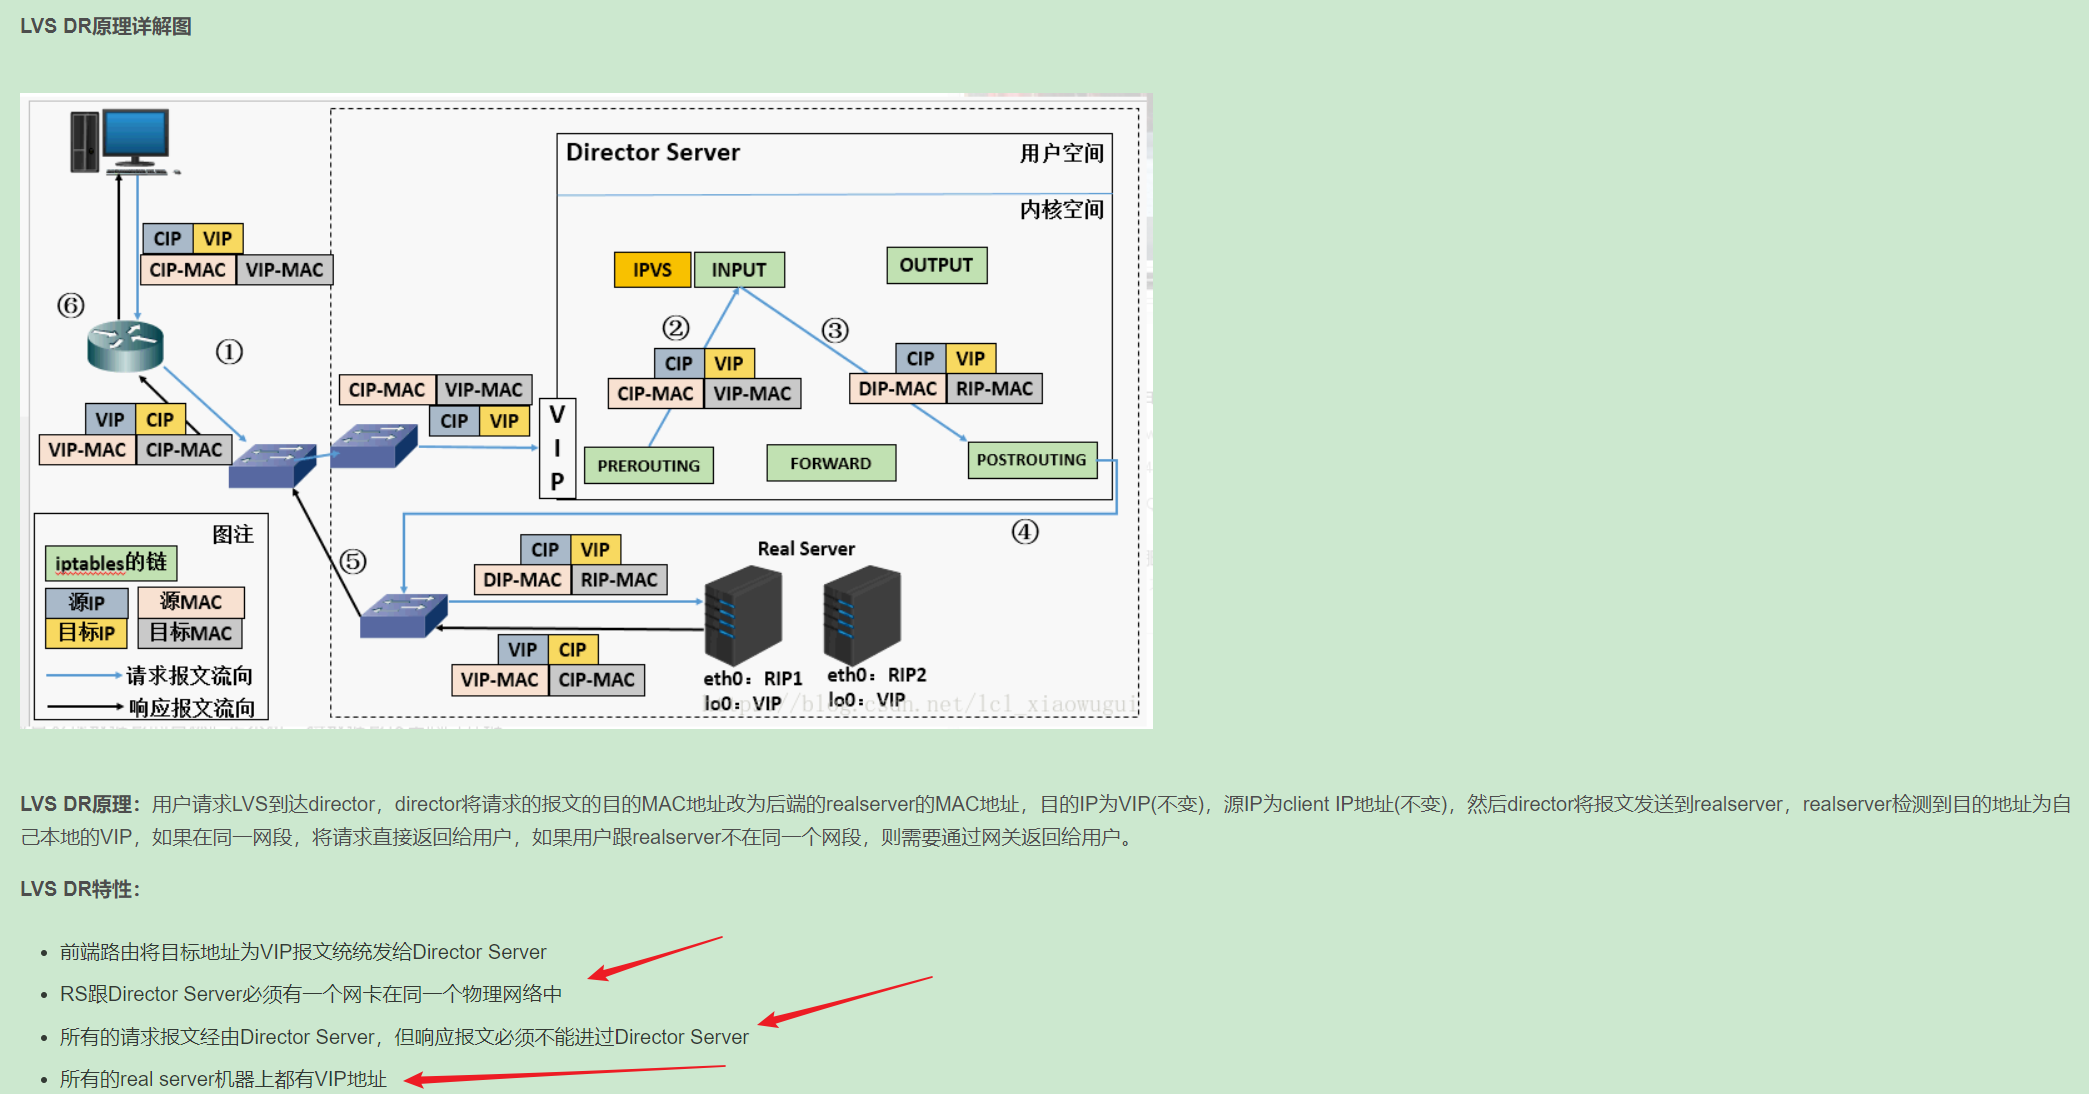 LVS DR原理详解图
Director Server
用户空间
内核空间
CIP VIP
CIP-MAC VIP-MAC
IPVS INPUT
OUTPUT
⑥
①
②
③
CIP VIP
CIP-MAC VIP-MAC
CIP VIP
DIP-MAC RIP-MAC
CIP-MAC VIP-MAC
CIP VIP
VIP
VIP CIP
VIP-MAC CIP-MAC
PREROUTING
FORWARD
POSTROUTING
④
⑤
图注
iptables的链
源IP 源MAC
目标IP 目标MAC
请求报文流向
响应报文流向
CIP VIP
DIP-MAC RIP-MAC
Real Server
VIP CIP
VIP-MAC CIP-MAC
eth0：RIP1
lo0：VIP
eth0：RIP2
lo0：VIP
http://blog.csdn.net/lcl_xiaowugui
LVS DR原理：用户请求LVS到达director，director将请求的报文的目的MAC地址改为后端的realserver的MAC地址，目的IP为VIP(不变)，源IP为client IP地址(不变)，然后director将报文发送到realserver，realserver检测到目的地址为自
己本地的VIP，如果在同一网段，将请求直接返回给用户，如果用户跟realserver不在同一个网段，则需要通过网关返回给用户。
LVS DR特性：
前端路由将目标地址为VIP报文统统发给Director Server
RS跟Director Server必须有一个网卡在同一个物理网络中
所有的请求报文经由Director Server，但响应报文必须不能进过Director Server
所有的real server机器上都有VIP地址